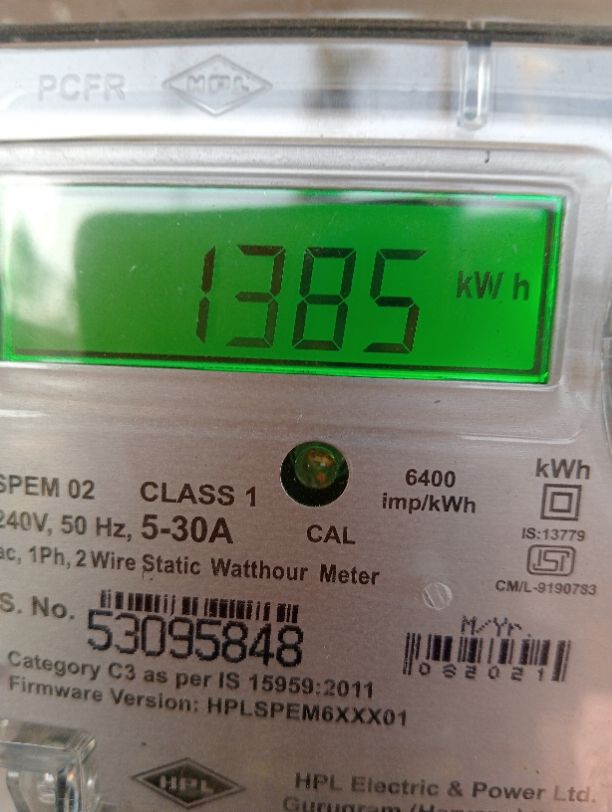 PCFR HPL
1385 kWh
SPEM 02 CLASS 1 6400 kWh
imp/kWh
240V, 50 Hz, 5-30A CAL IS:13779
ac, 1Ph, 2 Wire Static Watthour Meter ISI
CM/L-9190783
S. No. 53095848 M/Yr.
062021
Category C3 as per IS 15959:2011
Firmware Version: HPLSPEM6XXX01
HPL HPL Electric & Power Ltd.
Gurugram